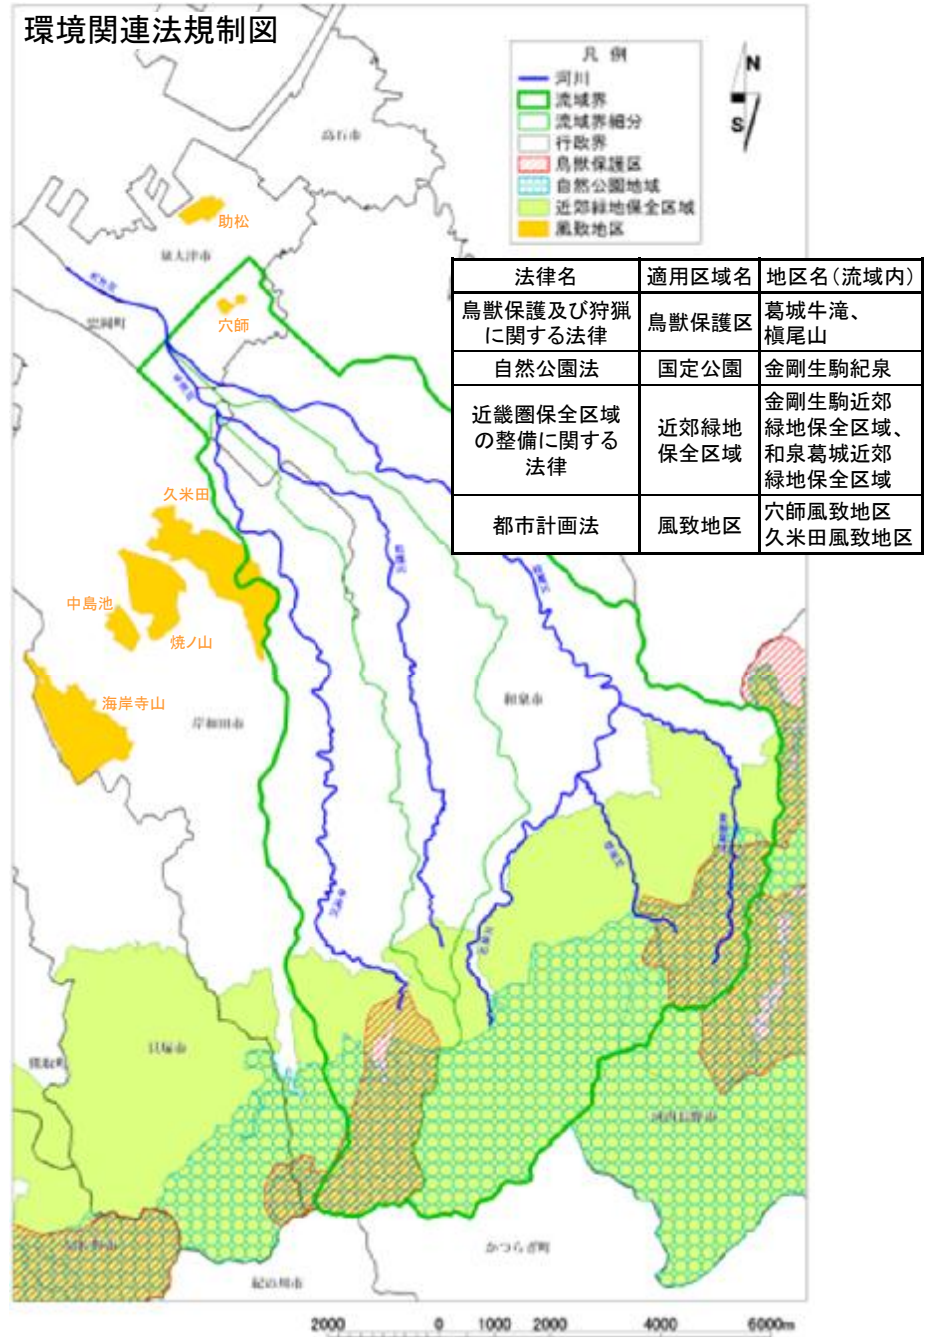 環境関連法規制図
凡 例
河川
流域界
流域界細分
行政界
鳥獣保護区
自然公園地域
近郊緑地保全区域
風致地区
N
S
高石市
助松
泉大津市
穴師
忠岡町
法律名 適用区域名 地区名(流域内)
鳥獣保護及び狩猟
に関する法律
鳥獣保護区
葛城牛滝、
槇尾山
自然公園法 国定公園 金剛生駒紀泉
近畿圏保全区域
の整備に関する
法律
近郊緑地
保全区域
金剛生駒近郊
緑地保全区域、
和泉葛城近郊
緑地保全区域
都市計画法 風致地区
穴師風致地区
久米田風致地区
久米田
中島池
焼ノ山
海岸寺山
岸和田市
和泉市
貝塚市
熊取町
河内長野市
かつらぎ町
紀の川市
2000 0 1000 2000 4000 6000m